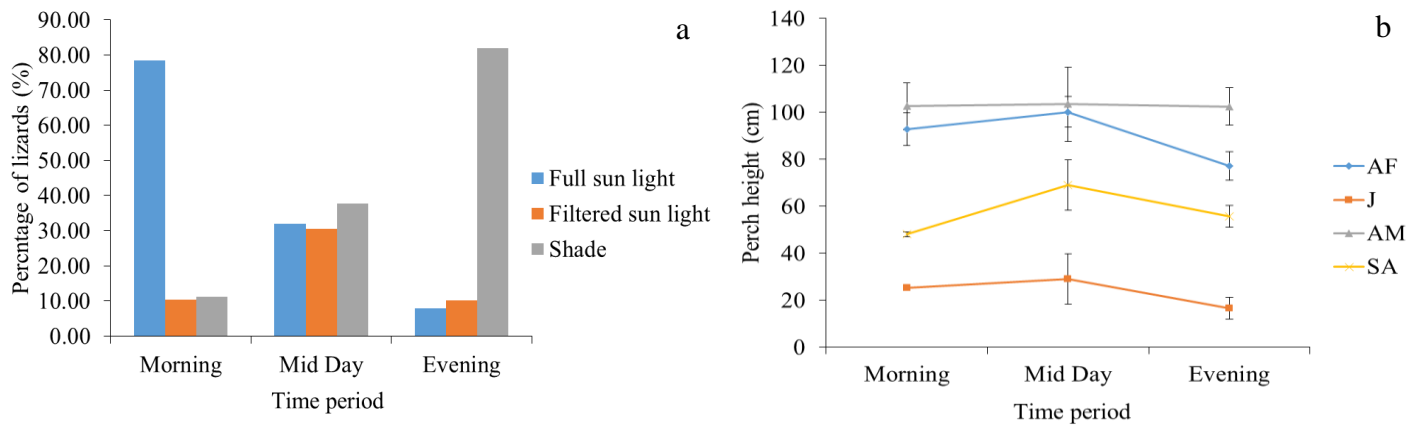 a
Percntage of lizards (%)
90.00
80.00
70.00
60.00
50.00
40.00
30.00
20.00
10.00
0.00
Morning Mid Day Evening
Time period
Full sun light
Filtered sun light
Shade
b
Perch height (cm)
140
120
100
80
60
40
20
0
Morning Mid Day Evening
Time period
AF
J
AM
SA